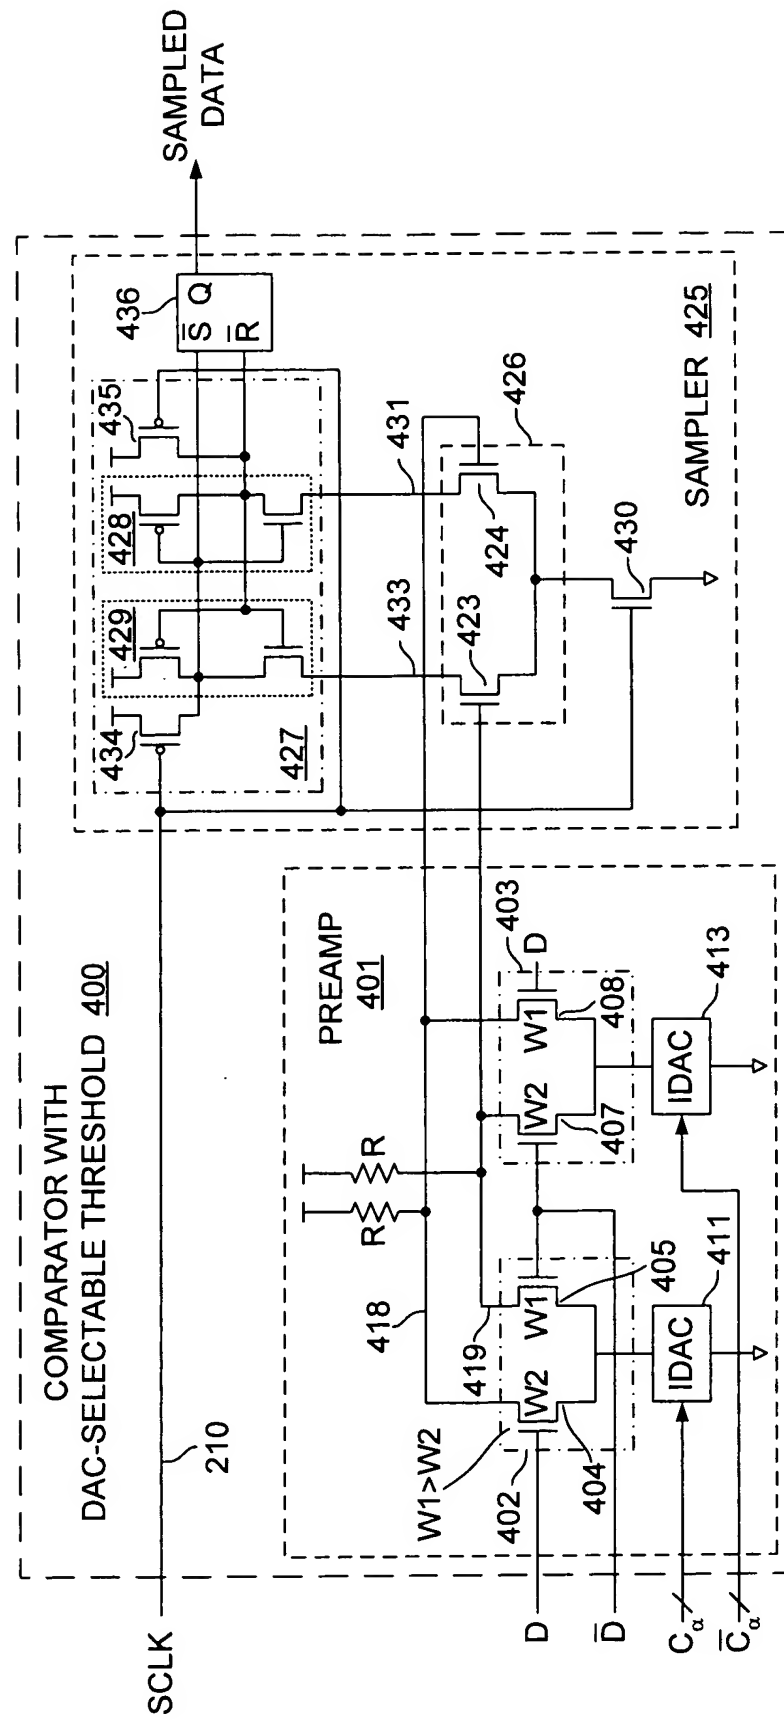 COMPARATOR WITH
DAC-SELECTABLE THRESHOLD 400
SCLK
210
SAMPLED
DATA
436
S̅ Q
R̅
435
428
429
434
427
431
433
426
424
423
430
SAMPLER 425
PREAMP
401
R
R
418
419
403
D
W1>W2
402
W2
W1
404
405
W2
W1
407
408
411
IDAC
413
IDAC
D
D̅
Cα
C̅α